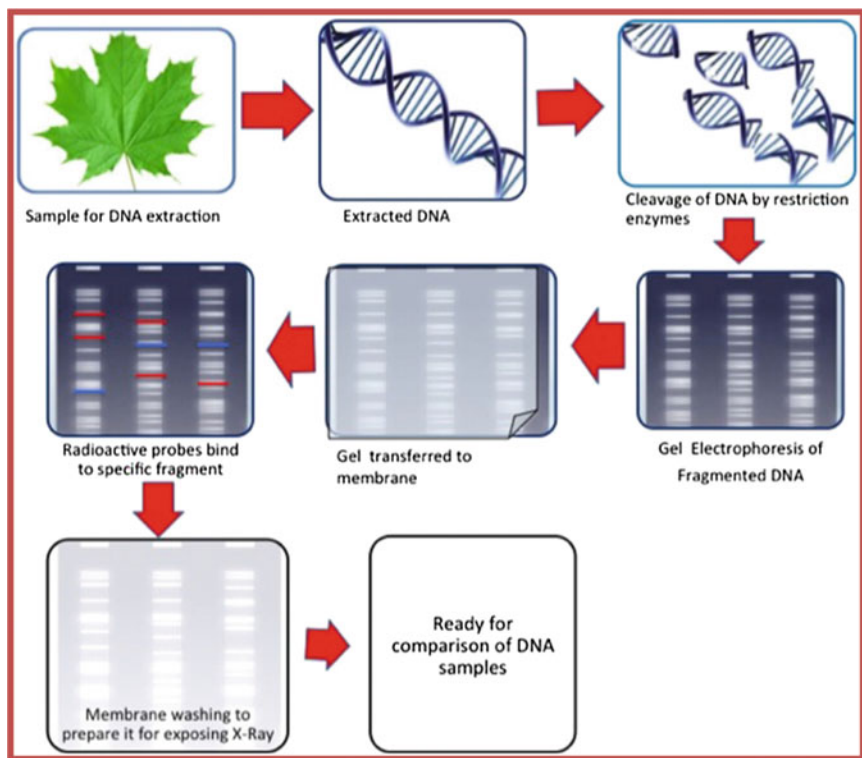 Sample for DNA extraction
Extracted DNA
Cleavage of DNA by restriction
enzymes
Gel Electrophoresis of
Fragmented DNA
Gel transferred to
membrane
Radioactive probes bind
to specific fragment
Membrane washing to
prepare it for exposing X-Ray
Ready for
comparison of DNA
samples